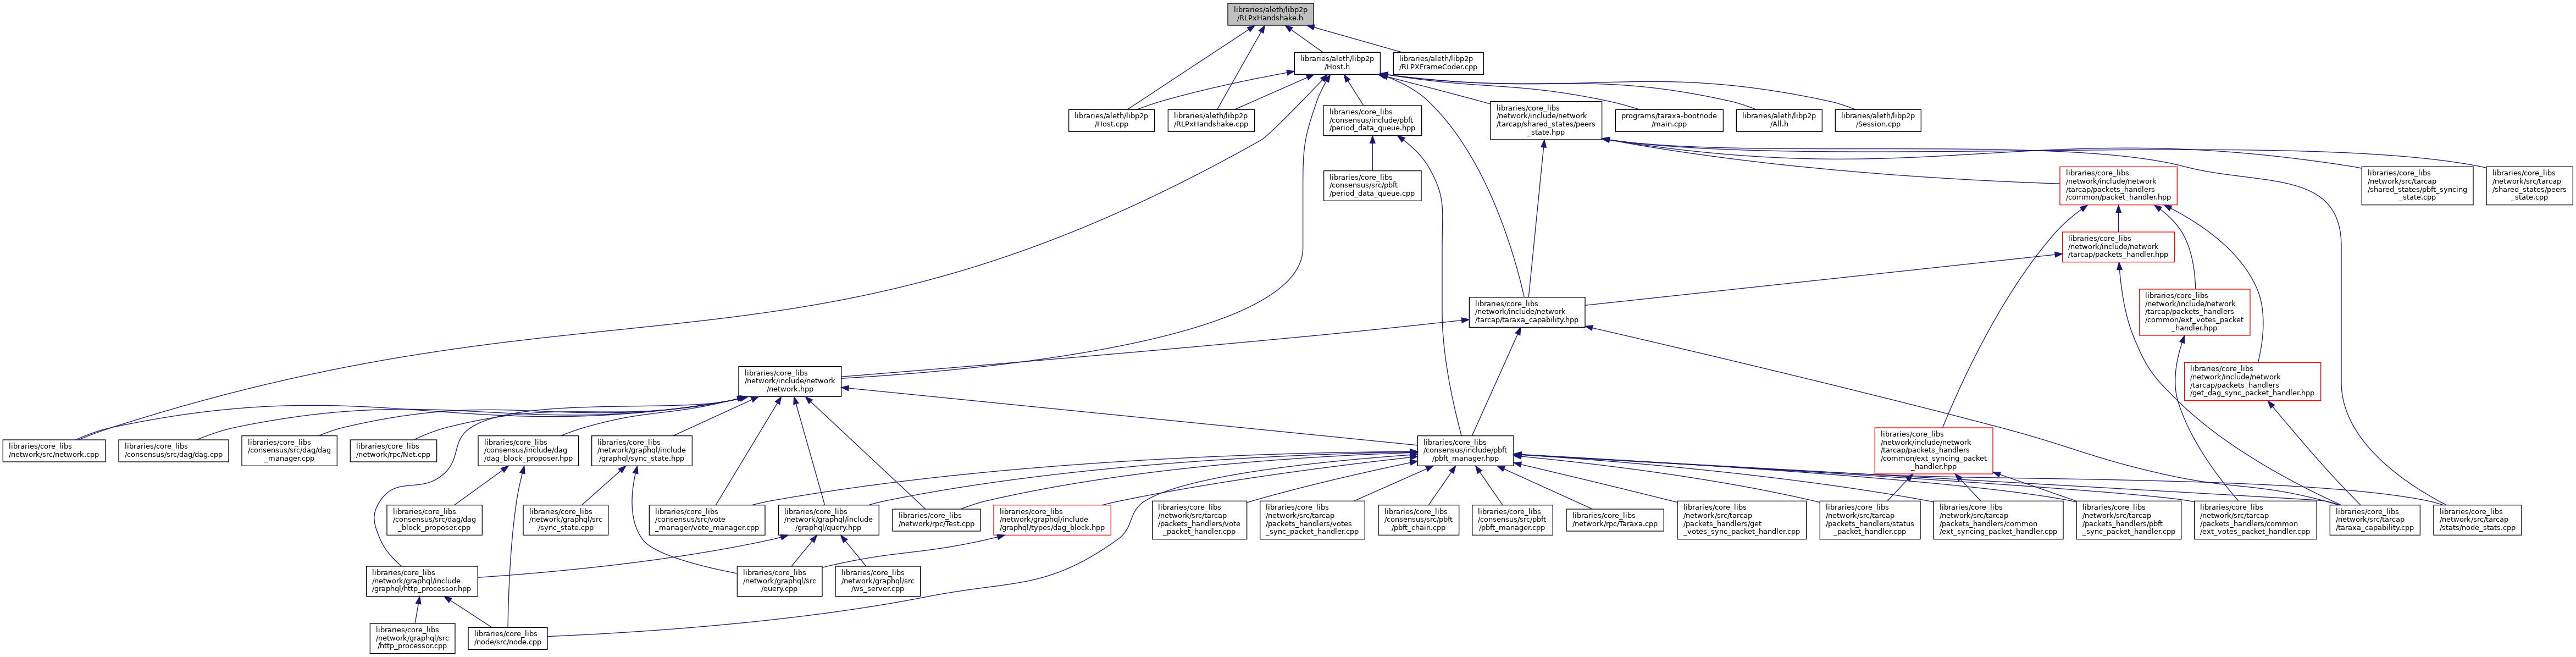 libraries/aleth/libp2p
/RLPxHandshake.h
libraries/aleth/libp2p
/Host.h
libraries/aleth/libp2p
/RLPXFrameCoder.cpp
libraries/aleth/libp2p
/Host.cpp
libraries/aleth/libp2p
/RLPxHandshake.cpp
libraries/core_libs
/consensus/include/pbft
/period_data_queue.hpp
libraries/core_libs
/network/include/network
/tarcap/shared_states/peers
_state.hpp
programs/taraxa-bootnode
/main.cpp
libraries/aleth/libp2p
/All.h
libraries/aleth/libp2p
/Session.cpp
libraries/core_libs
/consensus/src/pbft
/period_data_queue.cpp
libraries/core_libs
/network/include/network
/tarcap/packets_handlers
/common/packet_handler.hpp
libraries/core_libs
/network/src/tarcap
/shared_states/pbft_syncing
_state.cpp
libraries/core_libs
/network/src/tarcap
/shared_states/peers
_state.cpp
libraries/core_libs
/network/include/network
/tarcap/packets_handler.hpp
libraries/core_libs
/network/include/network
/tarcap/taraxa_capability.hpp
libraries/core_libs
/network/include/network
/tarcap/packets_handlers
/common/ext_votes_packet
_handler.hpp
libraries/core_libs
/network/include/network
/network.hpp
libraries/core_libs
/network/include/network
/tarcap/packets_handlers
/get_dag_sync_packet_handler.hpp
libraries/core_libs
/network/src/network.cpp
libraries/core_libs
/consensus/src/dag/dag.cpp
libraries/core_libs
/consensus/src/dag/dag
_manager.cpp
libraries/core_libs
/network/rpc/Net.cpp
libraries/core_libs
/consensus/include/dag
/dag_block_proposer.hpp
libraries/core_libs
/network/graphql/include
/graphql/sync_state.hpp
libraries/core_libs
/consensus/include/pbft
/pbft_manager.hpp
libraries/core_libs
/network/include/network
/tarcap/packets_handlers
/common/ext_syncing_packet
_handler.hpp
libraries/core_libs
/consensus/src/dag/dag
_block_proposer.cpp
libraries/core_libs
/network/graphql/src
/sync_state.cpp
libraries/core_libs
/consensus/src/vote
_manager/vote_manager.cpp
libraries/core_libs
/network/graphql/include
/graphql/query.hpp
libraries/core_libs
/network/rpc/Test.cpp
libraries/core_libs
/network/graphql/include
/graphql/types/dag_block.hpp
libraries/core_libs
/network/src/tarcap
/packets_handlers/vote
_packet_handler.cpp
libraries/core_libs
/network/src/tarcap
/packets_handlers/votes
_sync_packet_handler.cpp
libraries/core_libs
/consensus/src/pbft
/pbft_chain.cpp
libraries/core_libs
/consensus/src/pbft
/pbft_manager.cpp
libraries/core_libs
/network/rpc/Taraxa.cpp
libraries/core_libs
/network/src/tarcap
/packets_handlers/get
_votes_sync_packet_handler.cpp
libraries/core_libs
/network/src/tarcap
/packets_handlers/status
_packet_handler.cpp
libraries/core_libs
/network/src/tarcap
/packets_handlers/common
/ext_syncing_packet_handler.cpp
libraries/core_libs
/network/src/tarcap
/packets_handlers/pbft
_sync_packet_handler.cpp
libraries/core_libs
/network/src/tarcap
/packets_handlers/common
/ext_votes_packet_handler.cpp
libraries/core_libs
/network/src/tarcap
/taraxa_capability.cpp
libraries/core_libs
/network/src/tarcap
/stats/node_stats.cpp
libraries/core_libs
/network/graphql/include
/graphql/http_processor.hpp
libraries/core_libs
/network/graphql/src
/query.cpp
libraries/core_libs
/network/graphql/src
/ws_server.cpp
libraries/core_libs
/network/graphql/src
/http_processor.cpp
libraries/core_libs
/node/src/node.cpp